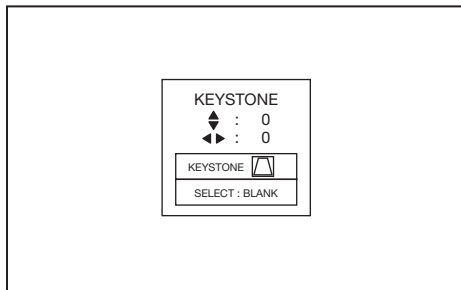 KEYSTONE
▲▼ : 0
◀▶ : 0
KEYSTONE
SELECT : BLANK